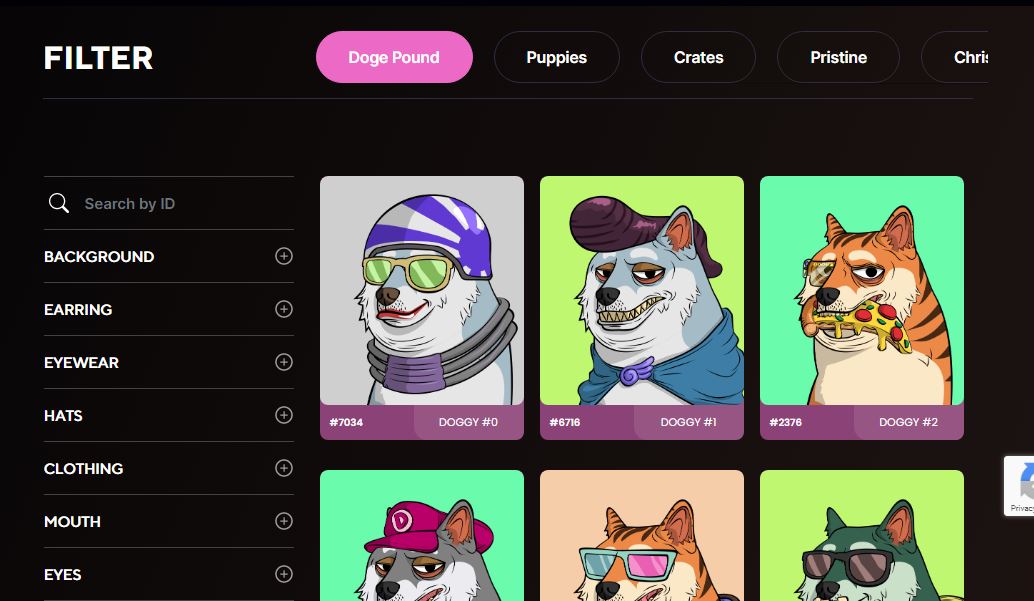 FILTER
Doge Pound
Puppies
Crates
Pristine
Chris
Search by ID
BACKGROUND
EARRING
EYEWEAR
HATS
CLOTHING
MOUTH
EYES
#7034
DOGGY #0
#6716
DOGGY #1
#2376
DOGGY #2
D
Privacy